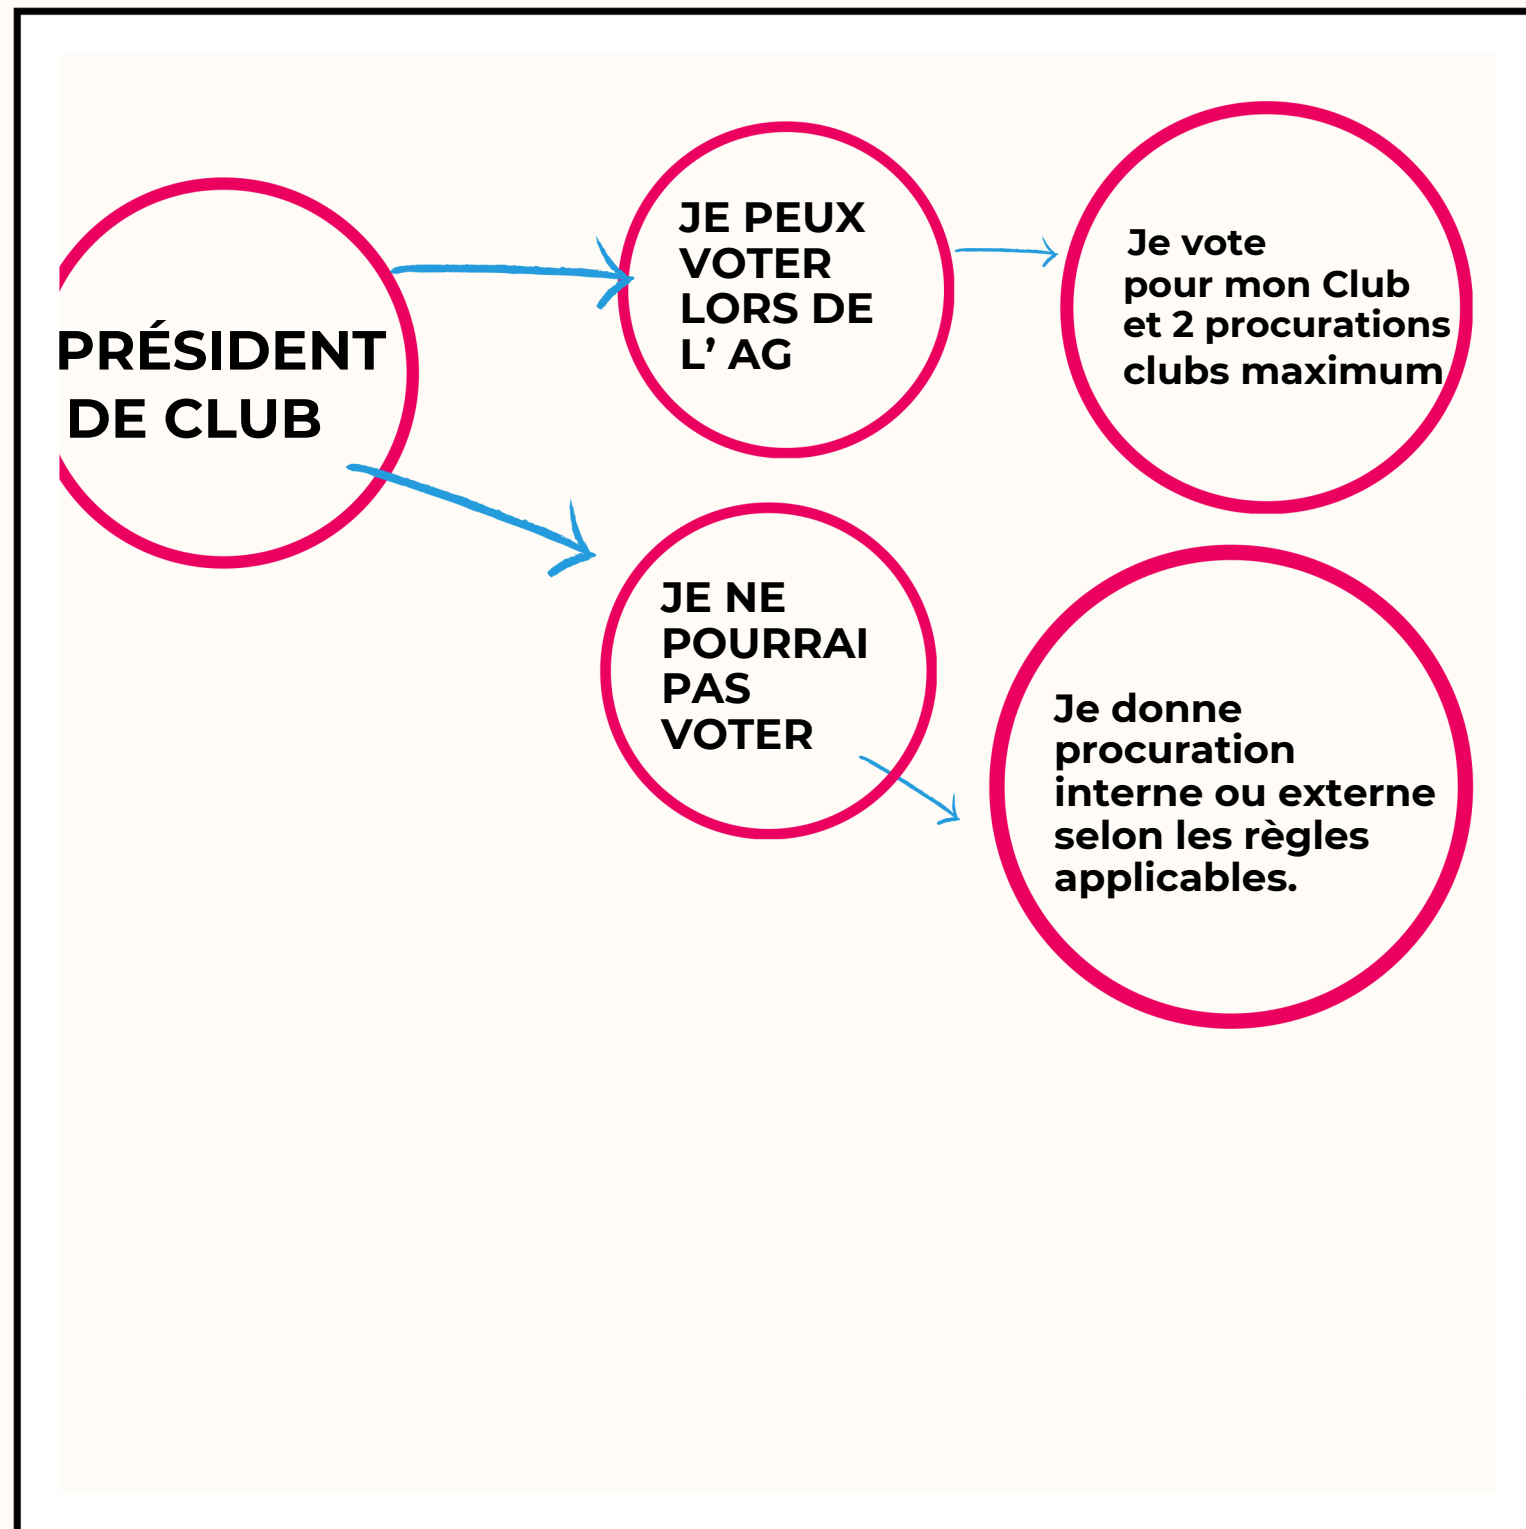 PRÉSIDENT
DE CLUB
JE PEUX
VOTER
LORS DE
L’ AG
Je vote
pour mon Club
et 2 procurations
clubs maximum
JE NE
POURRAI
PAS
VOTER
Je donne
procuration
interne ou externe
selon les règles
applicables.